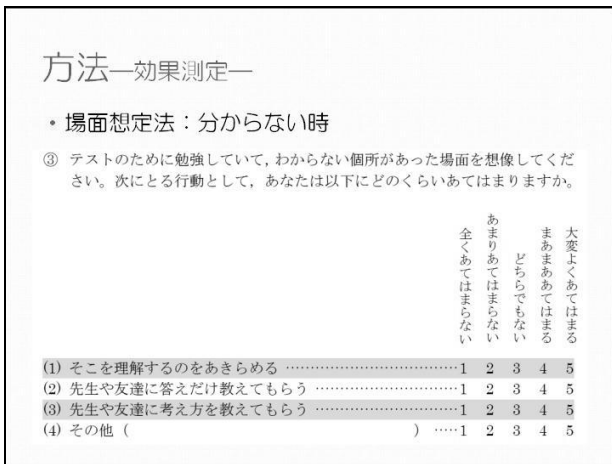 方法―効果測定―
・場面想定法：分からない時
③ テストのために勉強していて，わからない個所があった場面を想像してくだ
さい。次にとる行動として，あなたは以下にどのくらいあてはまりますか。
全くあてはまらない
あまりあてはまらない
どちらでもない
まあまああてはまる
大変よくあてはまる
(1) そこを理解するのをあきらめる ……………………………1 2 3 4 5
(2) 先生や友達に答えだけ教えてもらう ………………………1 2 3 4 5
(3) 先生や友達に考え方を教えてもらう ………………………1 2 3 4 5
(4) その他 ( ) ……1 2 3 4 5